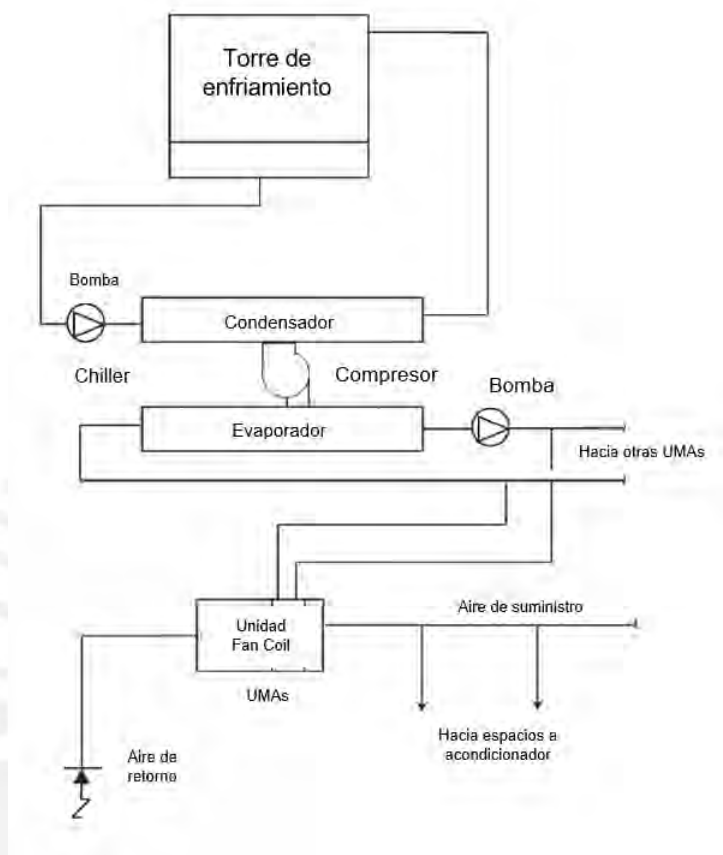 Torre de
enfriamiento
Bomba
Condensador
Chiller
Compresor
Bomba
Evaporador
Hacia otras UMAs
Aire de suministro
Unidad
Fan Coil
UMAs
Hacia espacios a
acondicionador
Aire de
retorno